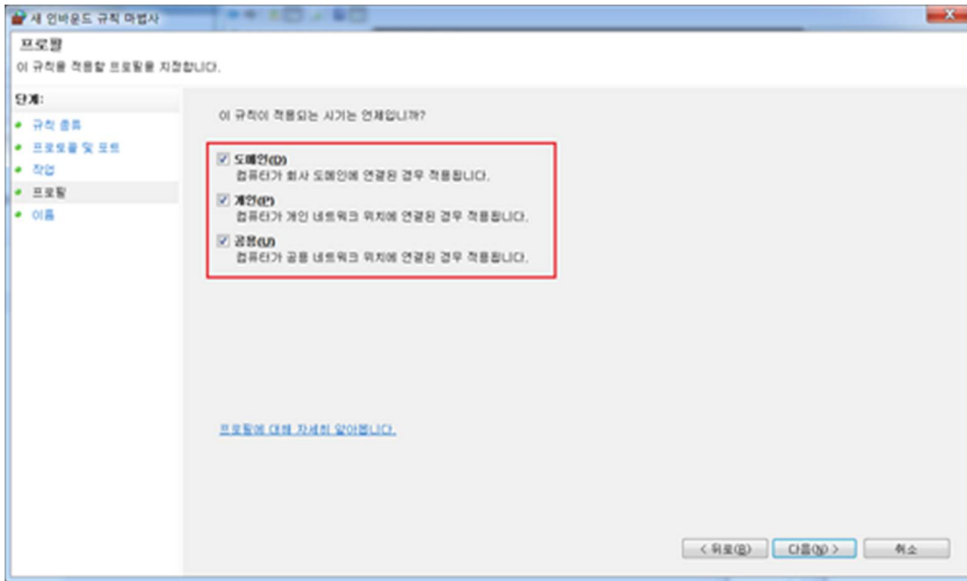 새 인바운드 규칙 마법사
프로필
이 규칙을 적용할 프로필을 지정합니다.
단계:
규칙 종류
프로토콜 및 포트
작업
프로필
이름
이 규칙이 적용되는 시기는 언제입니까?
도메인(D)
컴퓨터가 회사 도메인에 연결된 경우 적용됩니다.
개인(P)
컴퓨터가 개인 네트워크 위치에 연결된 경우 적용됩니다.
공용(U)
컴퓨터가 공용 네트워크 위치에 연결된 경우 적용됩니다.
프로필에 대해 자세히 알아봅니다.
< 뒤로(B) 다음(N) > 취소